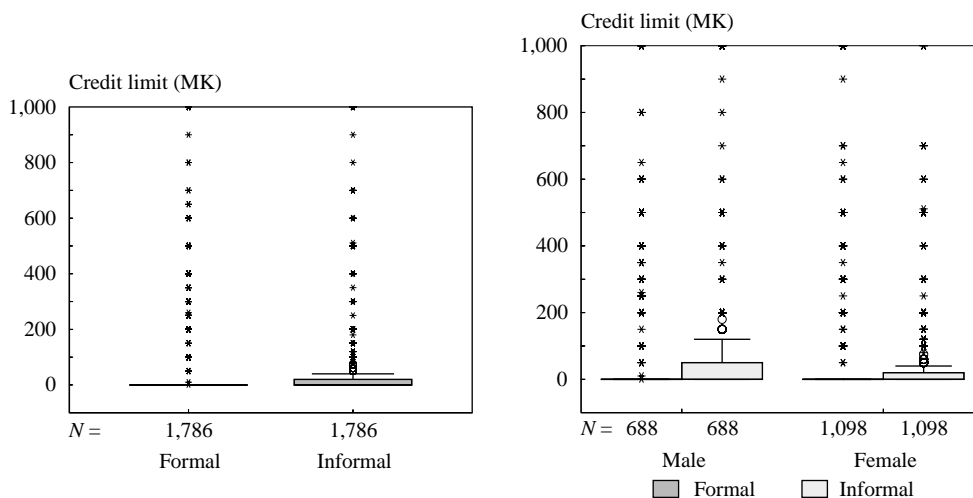 Credit limit (MK)
1,000
800
600
400
200
0
N = 1,786 1,786
Formal Informal
Credit limit (MK)
1,000
800
600
400
200
0
N = 688 688 1,098 1,098
Male Female
Formal Informal